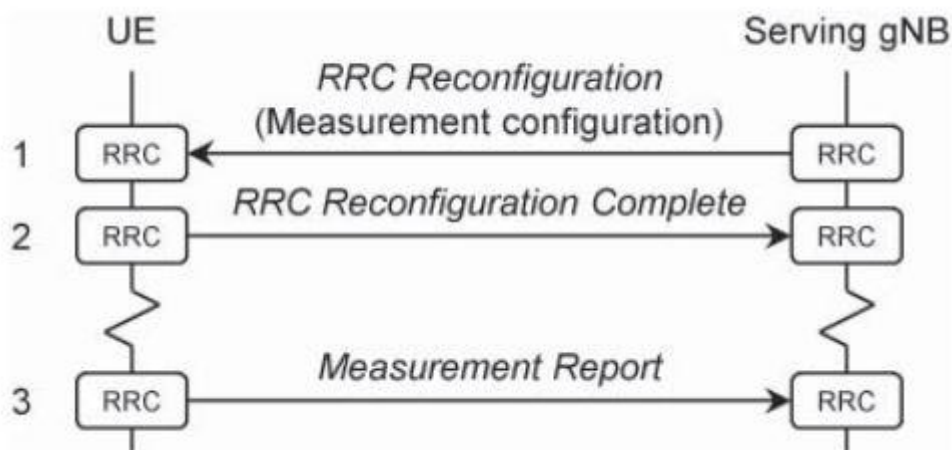 UE
Serving gNB
RRC Reconfiguration
(Measurement configuration)
1
RRC
RRC
RRC Reconfiguration Complete
2
RRC
RRC
Measurement Report
3
RRC
RRC